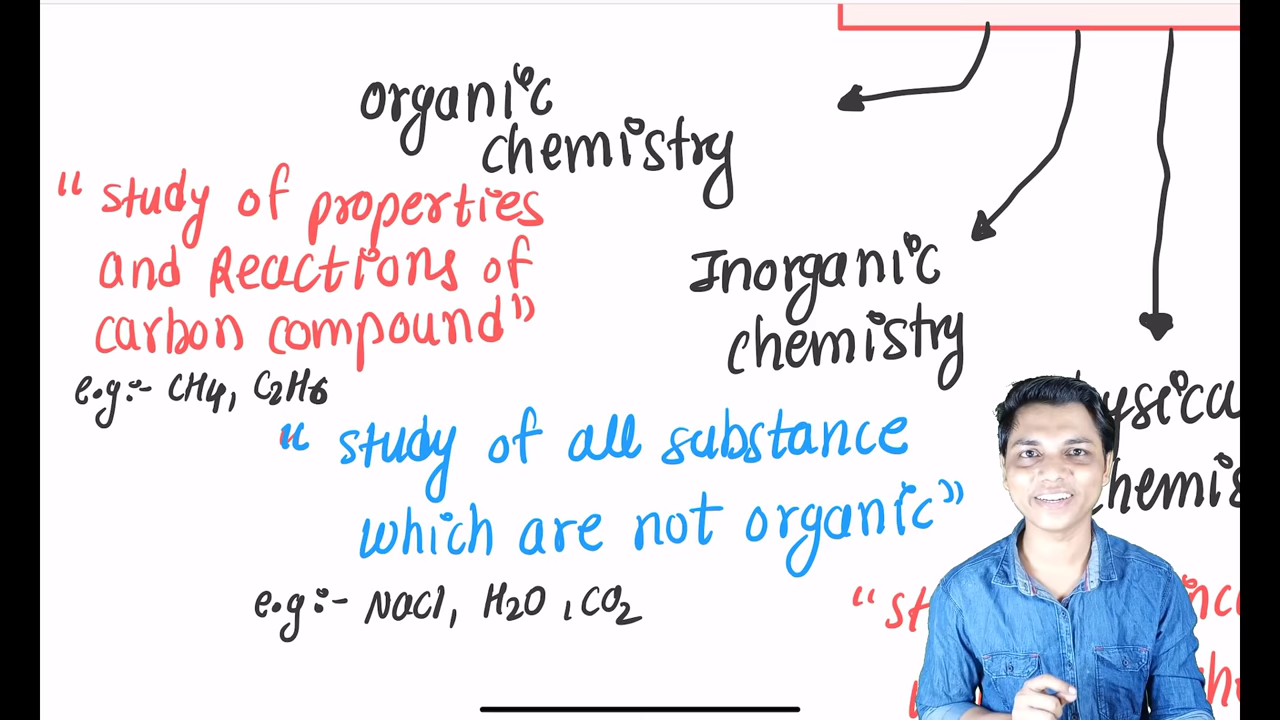 organic
chemistry
“ study of properties
and Reactions of
carbon compound”
e.g:- CH4, C2H6
Inorganic
chemistry
“ study of all substance
which are not organic”
e.g:- NaCl, H2O , CO2